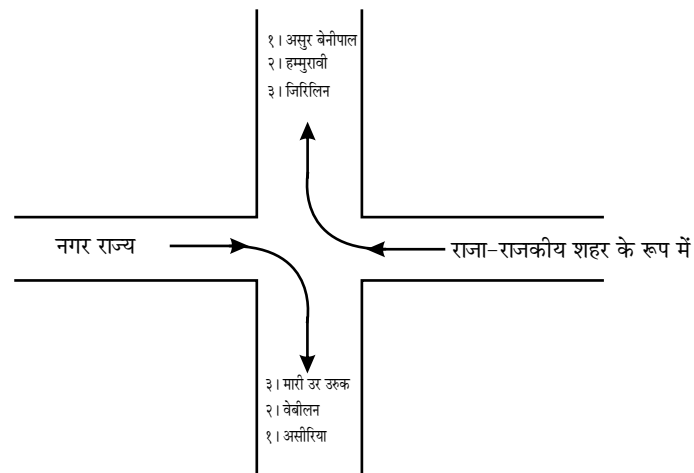 १। असुर बेनीपाल
२। हम्मुरावी
३। जिरिलिन
नगर राज्य
राजा-राजकीय शहर के रूप में
३। मारी उर उरुक
२। वेबीलन
१। असीरिया